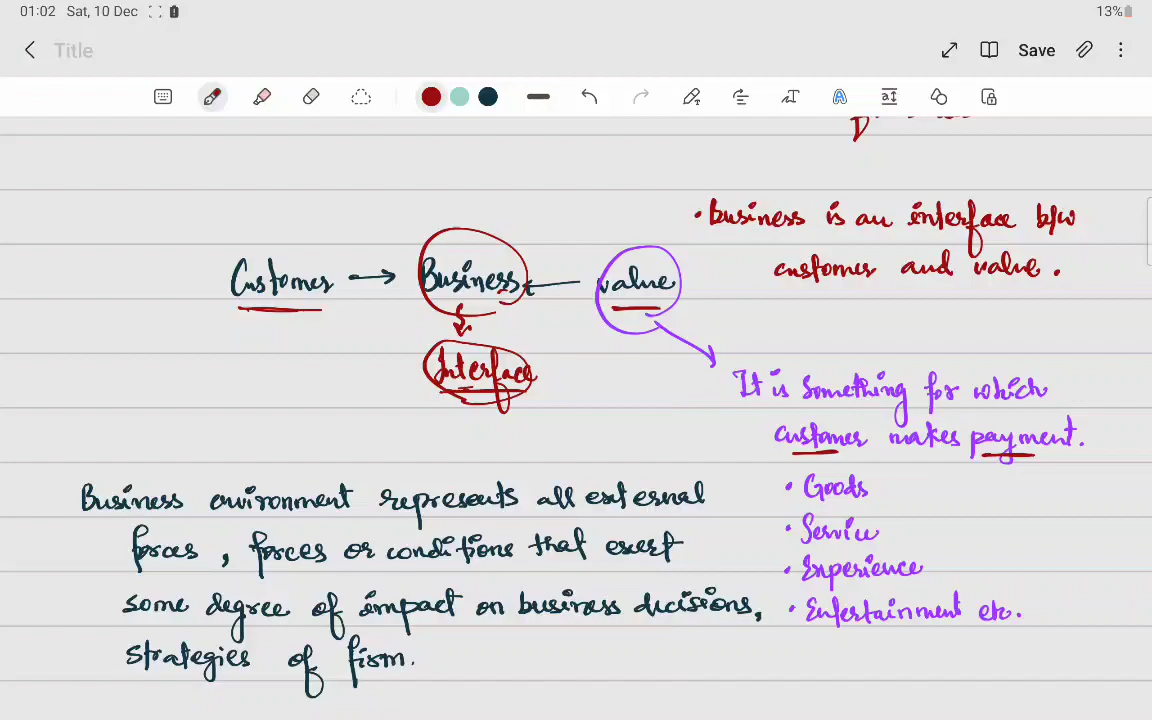 01:02 Sat, 10 Dec
13%
Title
Save
• Business is an interface b/w
customer and value.
Customer → Business ← value
Interface
It is something for which
customer makes payment.
• Goods
• Service
• Experience
• Entertainment etc.
Business environment represents all external
forces, forces or conditions that exert
some degree of impact on business decisions,
strategies of firm.